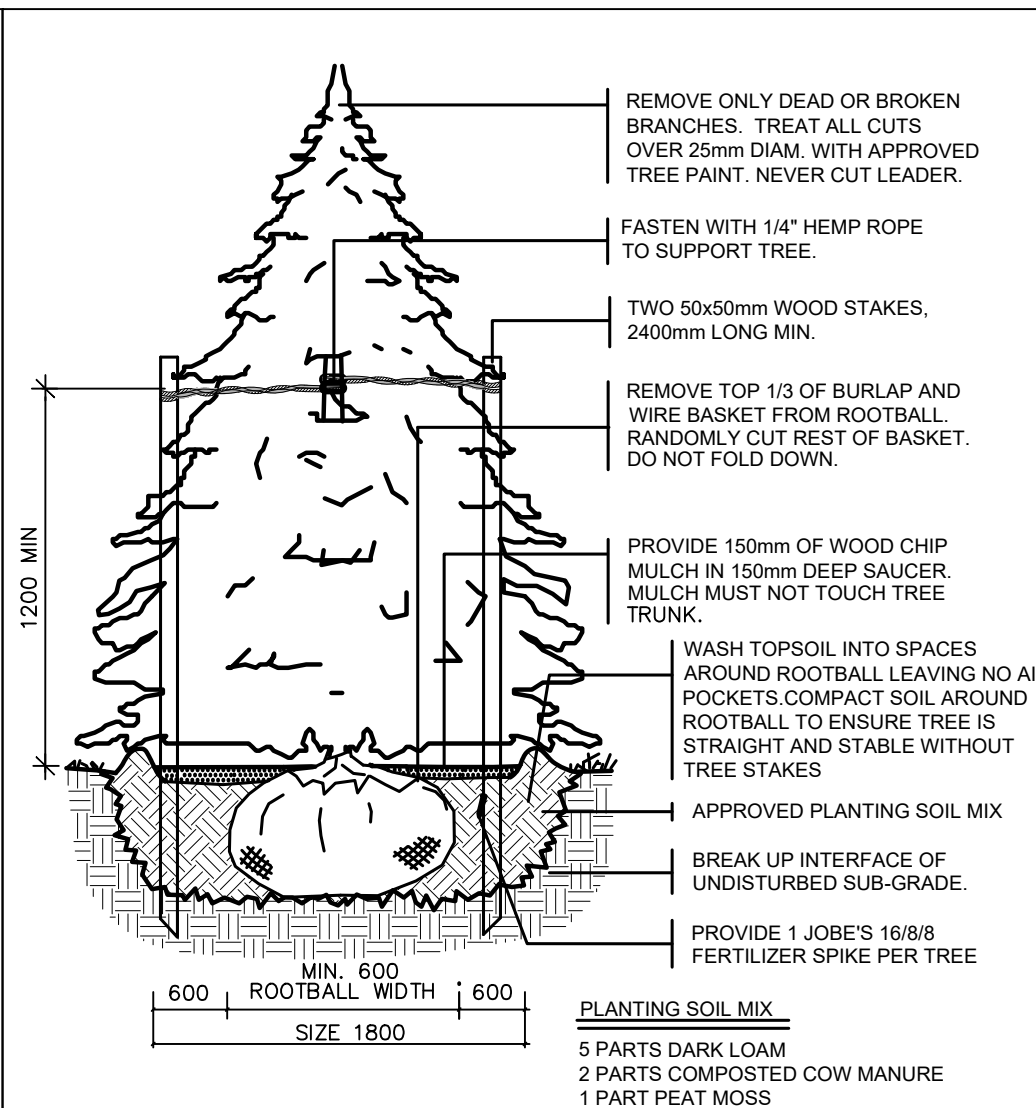 REMOVE ONLY DEAD OR BROKEN
BRANCHES. TREAT ALL CUTS
OVER 25mm DIAM. WITH APPROVED
TREE PAINT. NEVER CUT LEADER.
FASTEN WITH 1/4" HEMP ROPE
TO SUPPORT TREE.
TWO 50x50mm WOOD STAKES,
2400mm LONG MIN.
REMOVE TOP 1/3 OF BURLAP AND
WIRE BASKET FROM ROOTBALL.
RANDOMLY CUT REST OF BASKET.
DO NOT FOLD DOWN.
1200 MIN
PROVIDE 150mm OF WOOD CHIP
MULCH IN 150mm DEEP SAUCER.
MULCH MUST NOT TOUCH TREE
TRUNK.
WASH TOPSOIL INTO SPACES
AROUND ROOTBALL LEAVING NO AI
POCKETS.COMPACT SOIL AROUND
ROOTBALL TO ENSURE TREE IS
STRAIGHT AND STABLE WITHOUT
TREE STAKES
APPROVED PLANTING SOIL MIX
BREAK UP INTERFACE OF
UNDISTURBED SUB-GRADE.
PROVIDE 1 JOBE'S 16/8/8
FERTILIZER SPIKE PER TREE
MIN. 600
600 ROOTBALL WIDTH 600
SIZE 1800
PLANTING SOIL MIX
5 PARTS DARK LOAM
2 PARTS COMPOSTED COW MANURE
1 PART PEAT MOSS